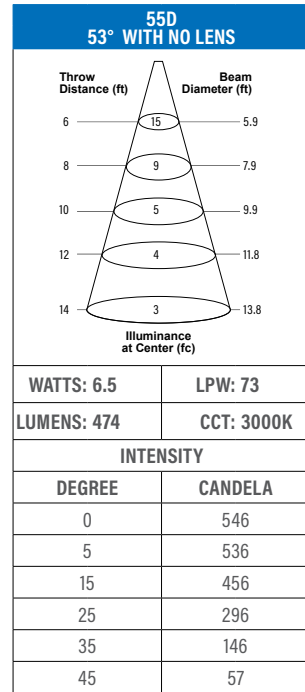 55D
53° WITH NO LENS
Throw Beam
Distance (ft) Diameter (ft)
6 15 5.9
8 9 7.9
10 5 9.9
12 4 11.8
14 3 13.8
Illuminance
at Center (fc)
WATTS: 6.5 LPW: 73
LUMENS: 474 CCT: 3000K
INTENSITY
DEGREE CANDELA
0 546
5 536
15 456
25 296
35 146
45 57